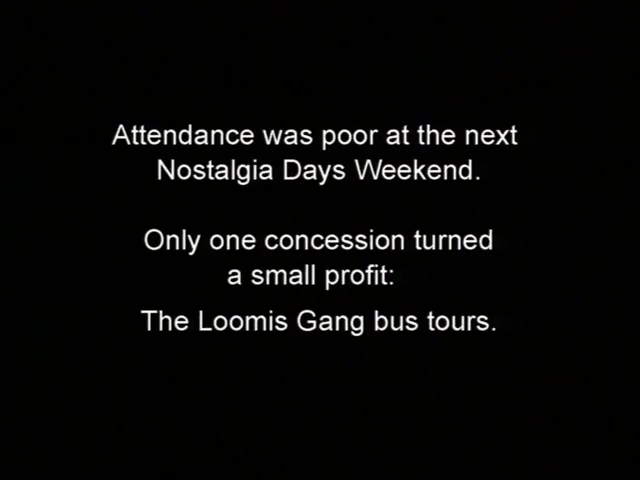 Attendance was poor at the next
Nostalgia Days Weekend.
Only one concession turned
a small profit:
The Loomis Gang bus tours.